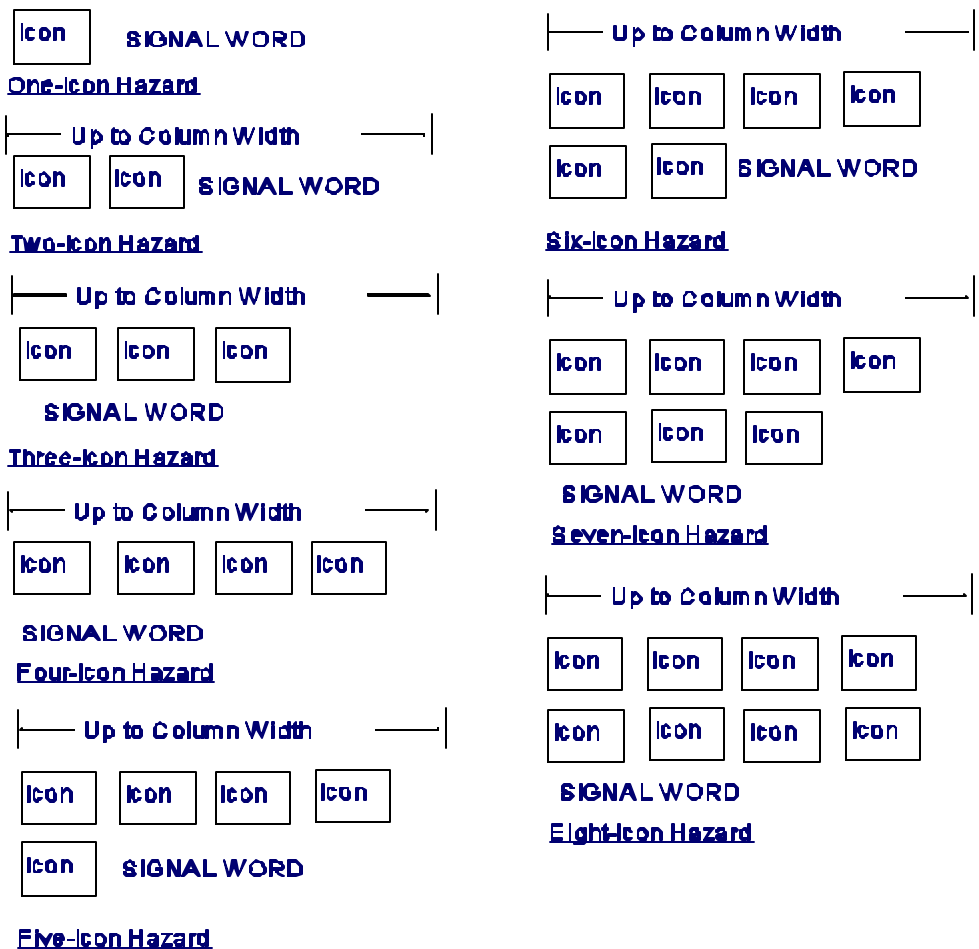 Icon SIGNAL WORD
One-Icon Hazard
Up to Column Width
Icon Icon SIGNAL WORD
Two-Icon Hazard
Up to Column Width
Icon Icon Icon
SIGNAL WORD
Three-Icon Hazard
Up to Column Width
Icon Icon Icon Icon
SIGNAL WORD
Four-Icon Hazard
Up to Column Width
Icon Icon Icon Icon
Icon SIGNAL WORD
Five-Icon Hazard
Up to Column Width
Icon Icon Icon Icon
Icon Icon SIGNAL WORD
Six-Icon Hazard
Up to Column Width
Icon Icon Icon Icon
Icon Icon Icon
SIGNAL WORD
Seven-Icon Hazard
Up to Column Width
Icon Icon Icon Icon
Icon Icon Icon Icon
SIGNAL WORD
Eight-Icon Hazard